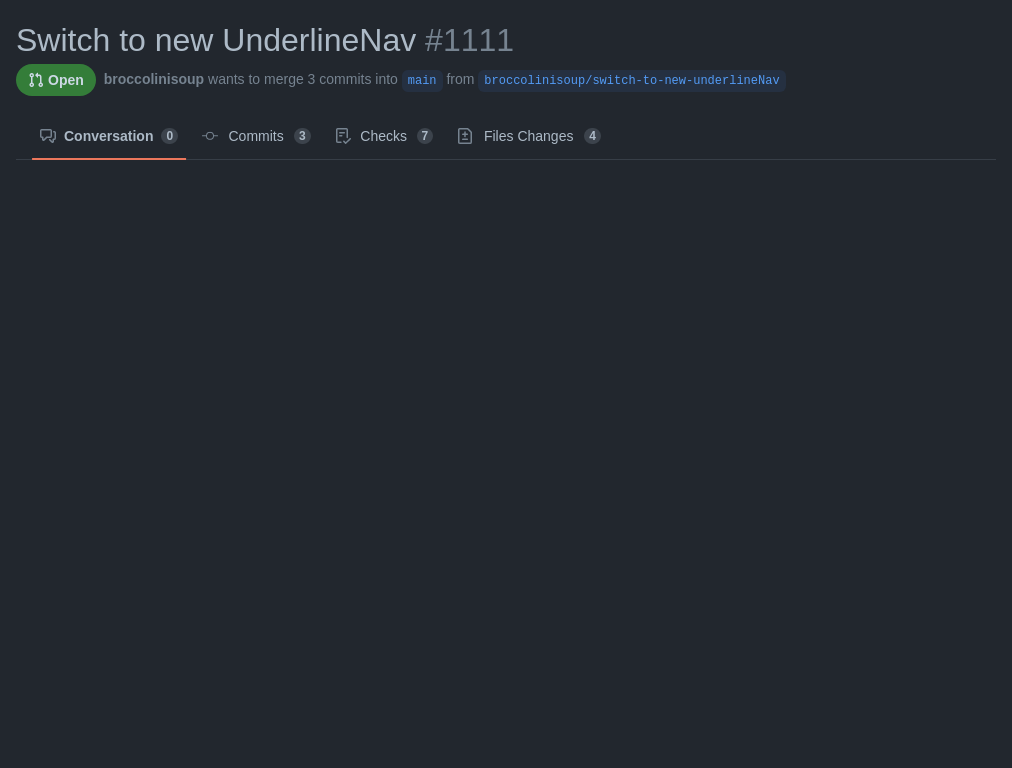 Switch to new UnderlineNav #1111
Open broccolinisoup wants to merge 3 commits into main from broccolinisoup/switch-to-new-underlineNav
Conversation 0 Commits 3 Checks 7 Files Changes 4